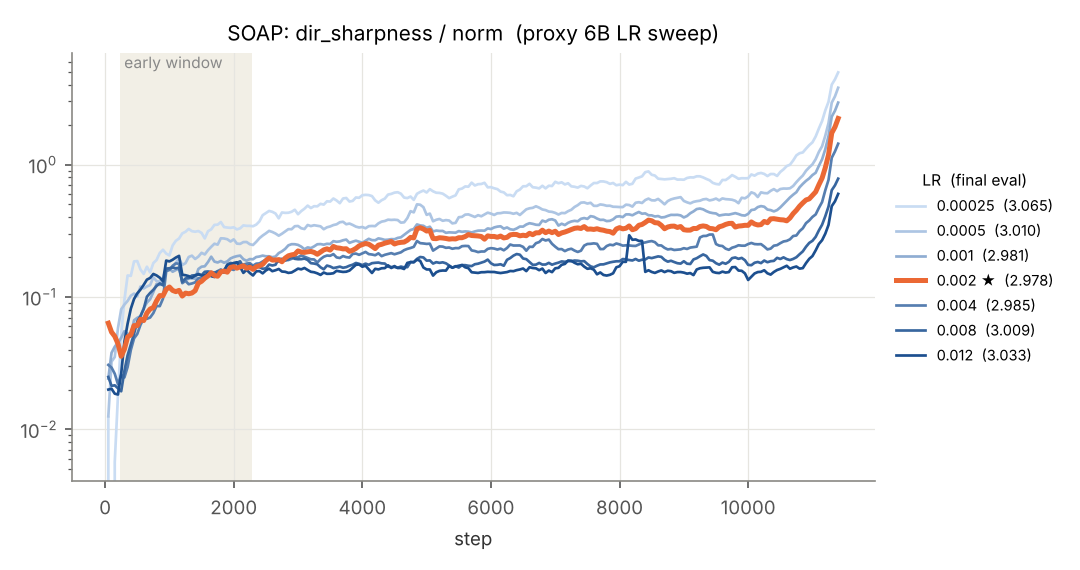 SOAP: dir_sharpness / norm (proxy 6B LR sweep)
early window
10⁰
10⁻¹
10⁻²
0 2000 4000 6000 8000 10000
step
LR (final eval)
0.00025 (3.065)
0.0005 (3.010)
0.001 (2.981)
0.002 ★ (2.978)
0.004 (2.985)
0.008 (3.009)
0.012 (3.033)